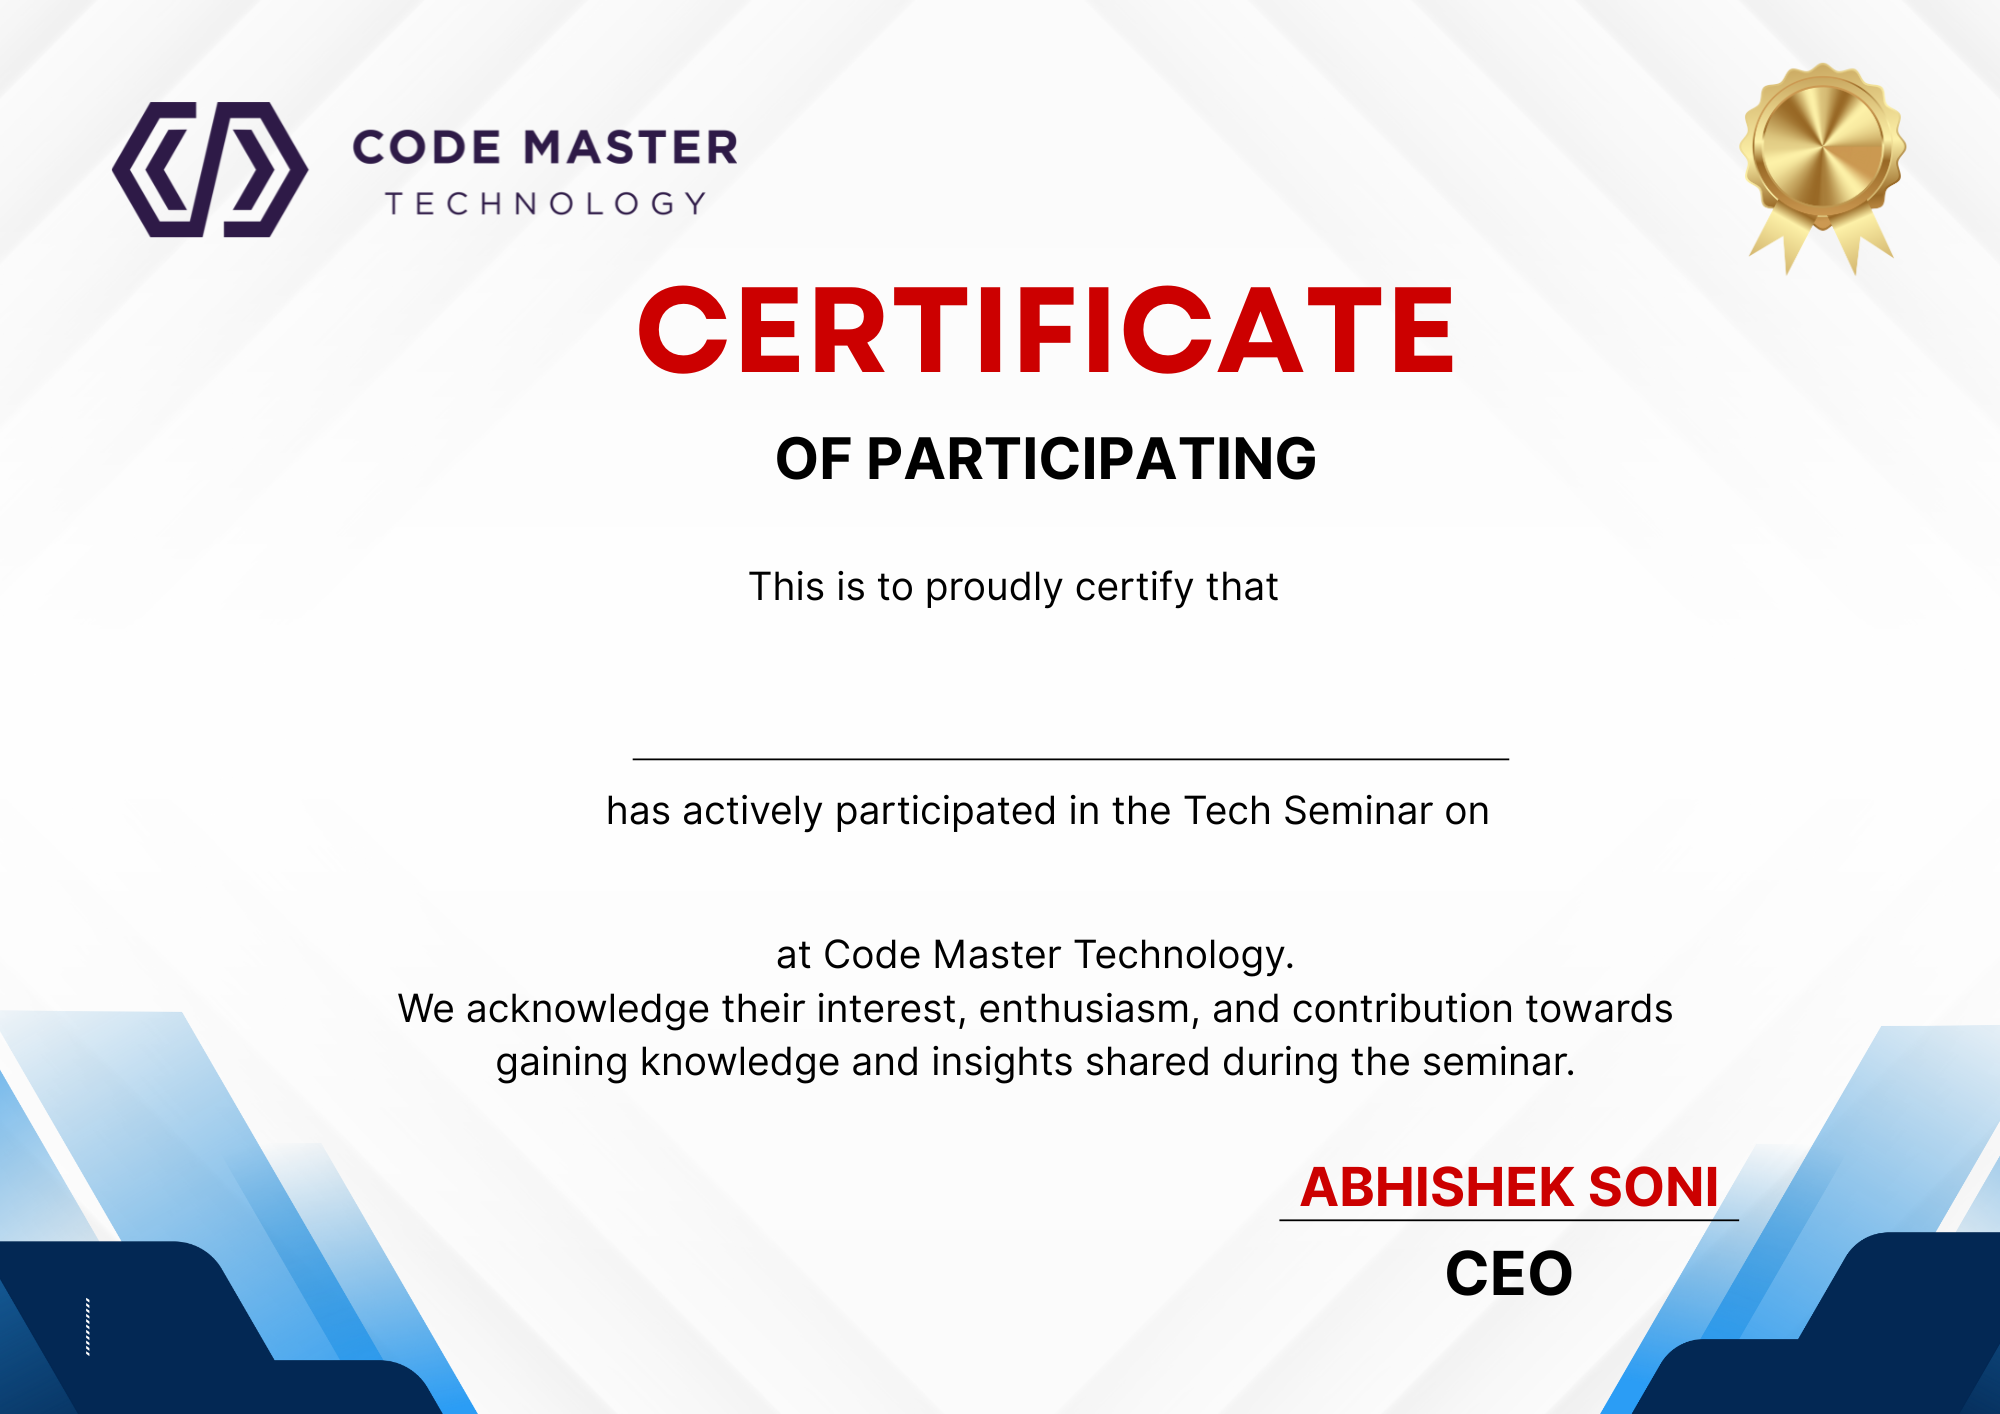 CODE MASTER
TECHNOLOGY
CERTIFICATE
OF PARTICIPATING
This is to proudly certify that
has actively participated in the Tech Seminar on
at Code Master Technology.
We acknowledge their interest, enthusiasm, and contribution towards
gaining knowledge and insights shared during the seminar.
ABHISHEK SONI
CEO